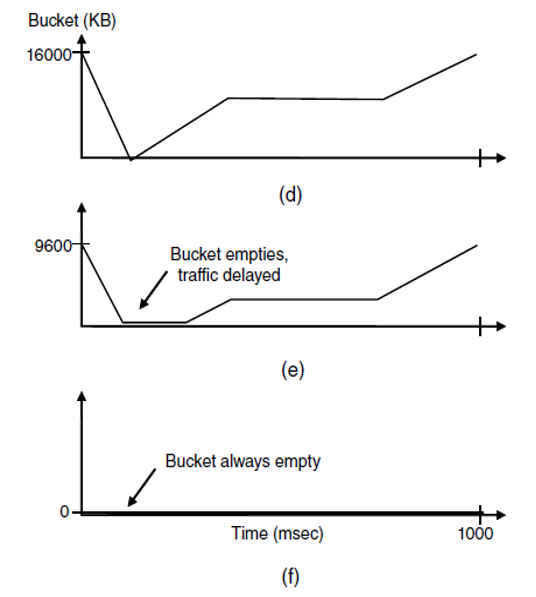 Bucket (KB)
16000
(d)
9600
Bucket empties,
traffic delayed
(e)
Bucket always empty
0
Time (msec)
1000
(f)